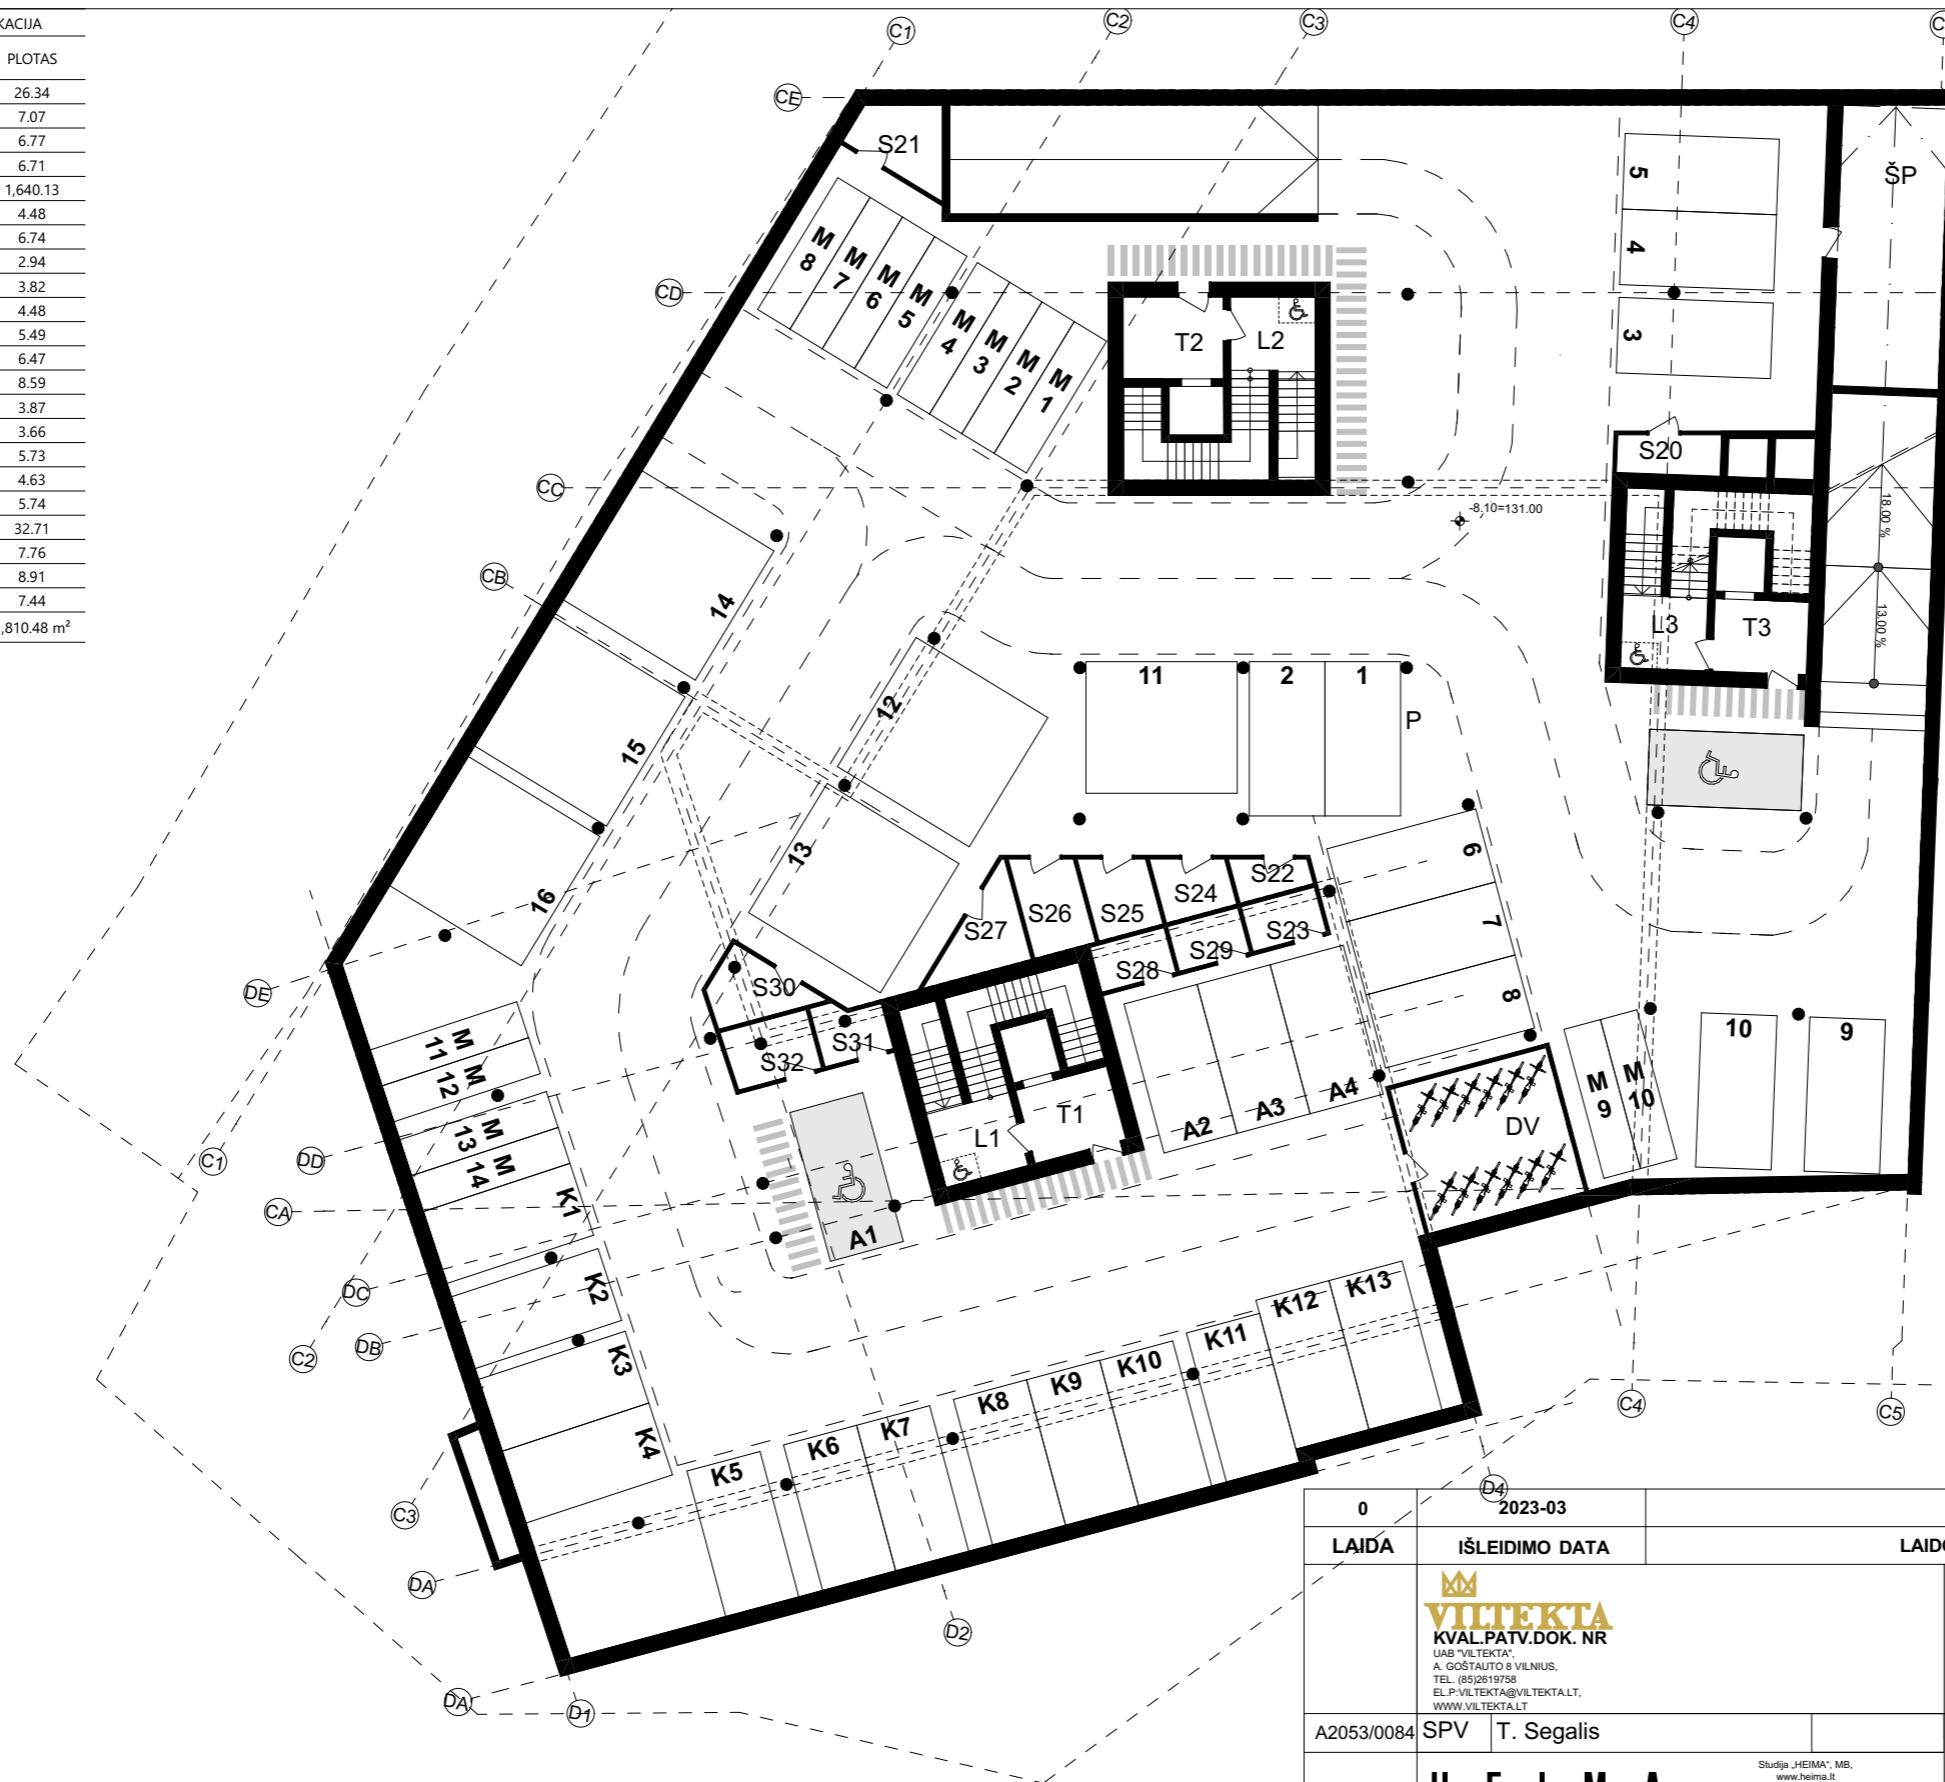 KACIJA
PLOTAS
26.34
7.07
6.77
6.71
1,640.13
4.48
6.74
2.94
3.82
4.48
5.49
6.47
8.59
3.87
3.66
5.73
4.63
5.74
32.71
7.76
8.91
7.44
,810.48 m²
C1
C2
C3
C4
CE
S21
5
ŠP
M 8
M 7
M 6
M 5
4
CD
M 4
M 3
M 2
M 1
T2
L2
3
S20
CC
-8.10=131.00
18.00 %
CB
14
13.00 %
L3
T3
12
11
2
1
P
15
13
6
S22
S24
S26
S25
16
S27
S23
7
S29
S28
DE
S30
8
M 11
S31
10
9
M 12
S32
M 9
M 10
A4
A3
T1
A2
DV
L1
M 13
C1
DD
M 14
K1
CA
A1
DC
K2
K13
K12
DB
K11
C2
K3
K10
K9
K8
C4
C5
K7
K4
K6
K5
D4
C3
DA
D2
DA
D1
0
2023-03
LAIDA
IŠLEIDIMO DATA
LAID
VILTEKTA
KVAL.PATV.DOK. NR
UAB "VILTEKTA",
A. GOŠTAUTO 8 VILNIUS,
TEL. (85)2619758
EL.P:VILTEKTA@VILTEKTA.LT,
WWW.VILTEKTA.LT
A2053/0084
SPV
T. Segalis
H E I M A
Studija „HEIMA", MB,
www.heima.lt